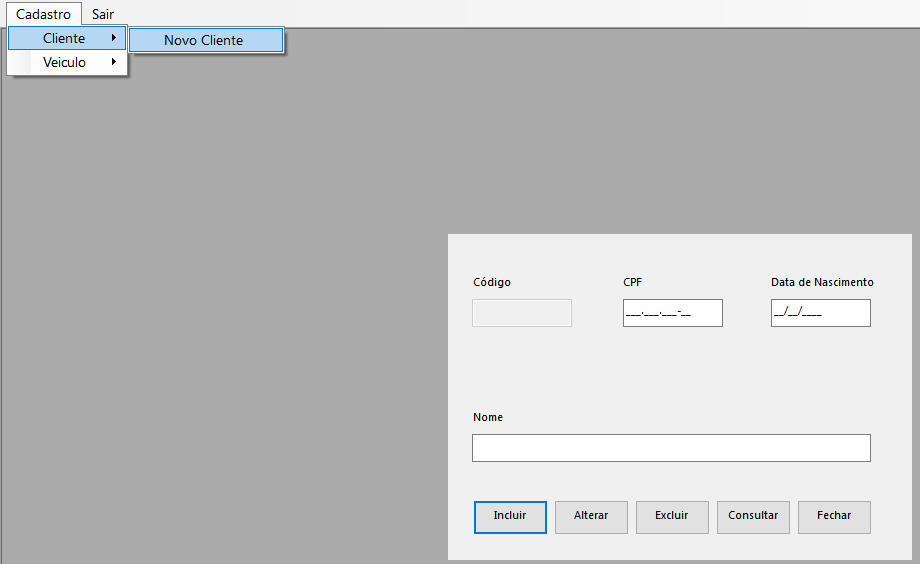 Cadastro Sair
Cliente Novo Cliente
Veiculo
Código CPF Data de Nascimento
___.___.___-__ __/__/____
Nome
Incluir Alterar Excluir Consultar Fechar